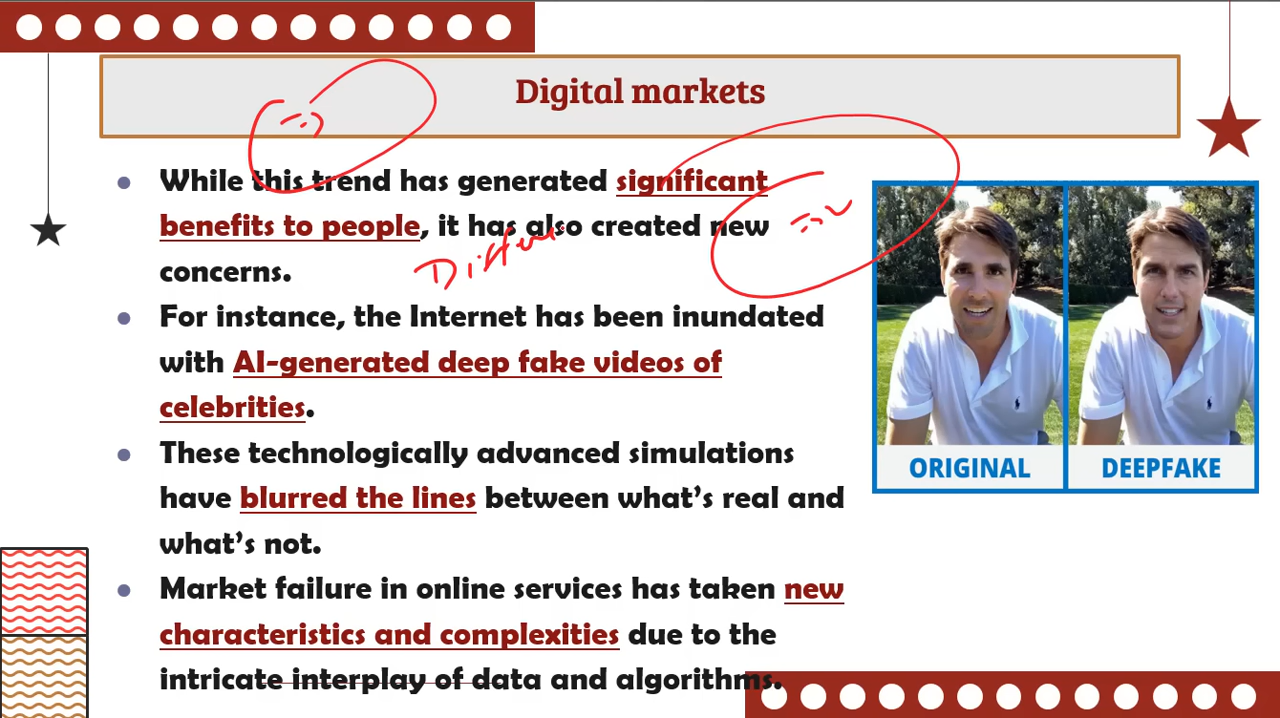 Digital markets
While this trend has generated significant
benefits to people, it has also created new
concerns.
For instance, the Internet has been inundated
with AI-generated deep fake videos of
celebrities.
These technologically advanced simulations
have blurred the lines between what's real and
what's not.
Market failure in online services has taken new
characteristics and complexities due to the
intricate interplay of data and algorithms.
ORIGINAL
DEEPFAKE